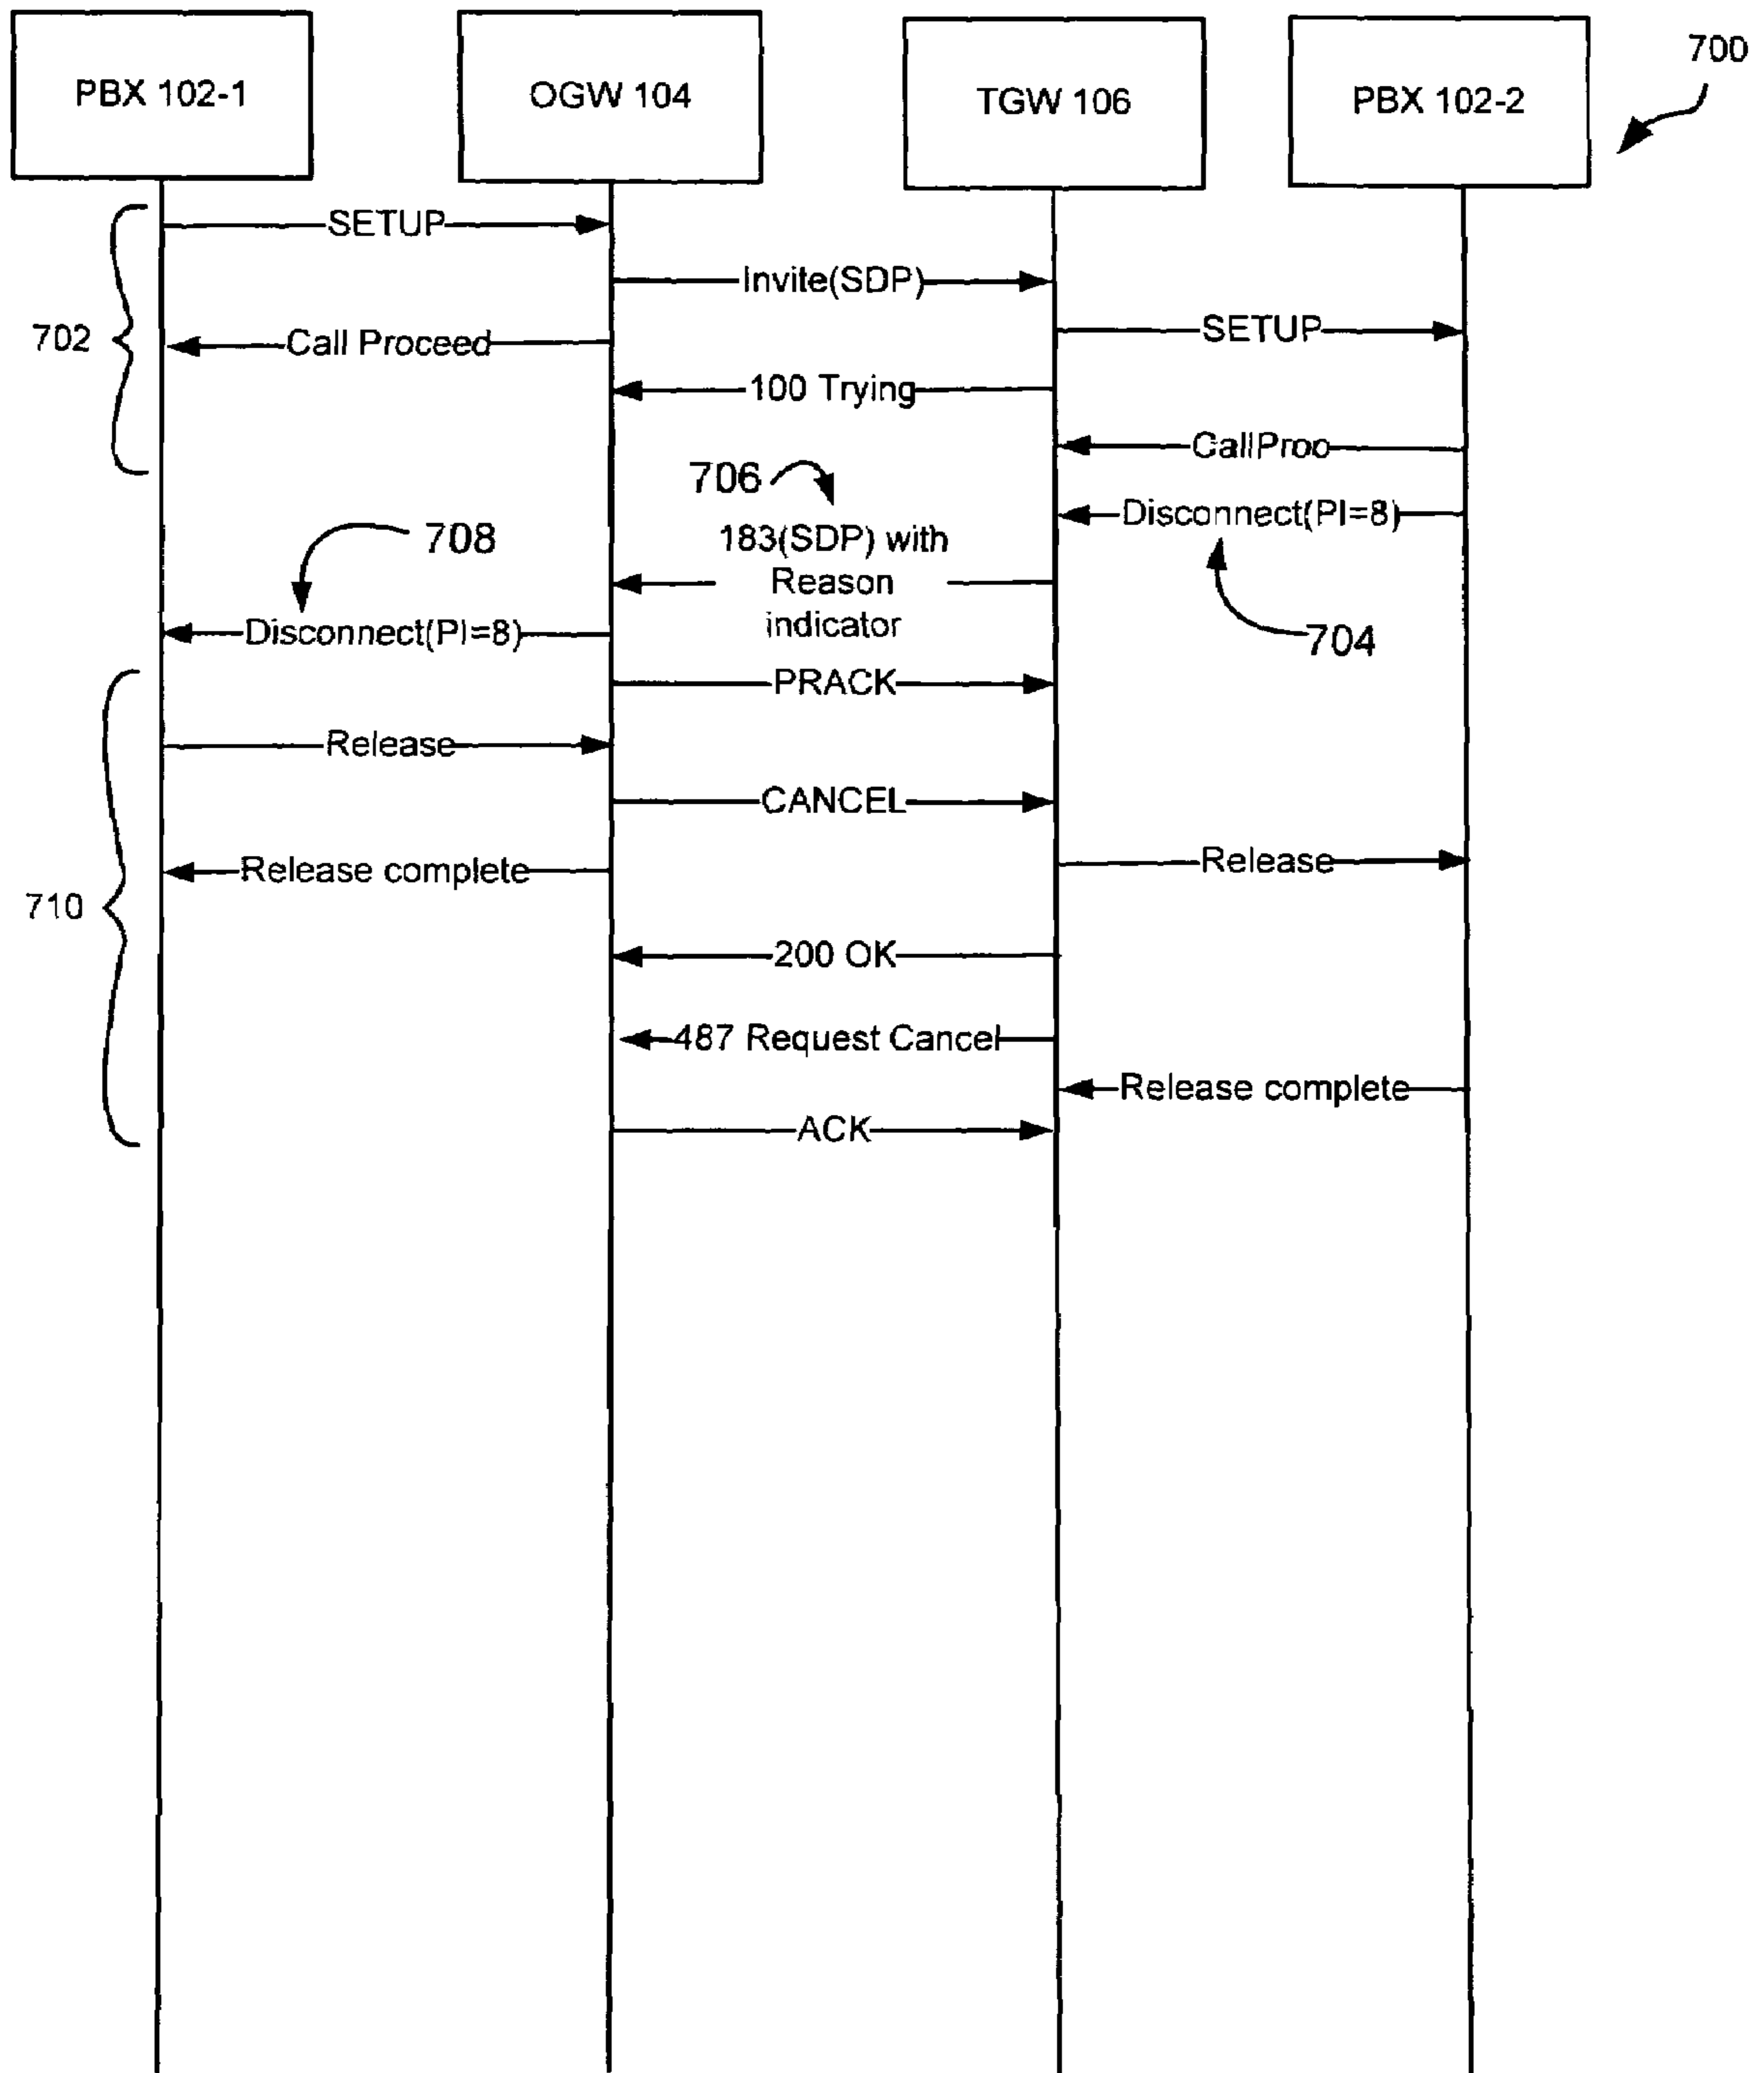 PBX 102-1
OGW 104
TGW 106
PBX 102-2
700
SETUP
Invite(SDP)
SETUP
702
Call Proceed
100 Trying
CallProo
706
Disconnect(PI=8)
708
183(SDP) with
Reason
indicator
Disconnect(PI=8)
704
PRACK
Release
CANCEL
Release
Release complete
710
200 OK
487 Request Cancel
Release complete
ACK